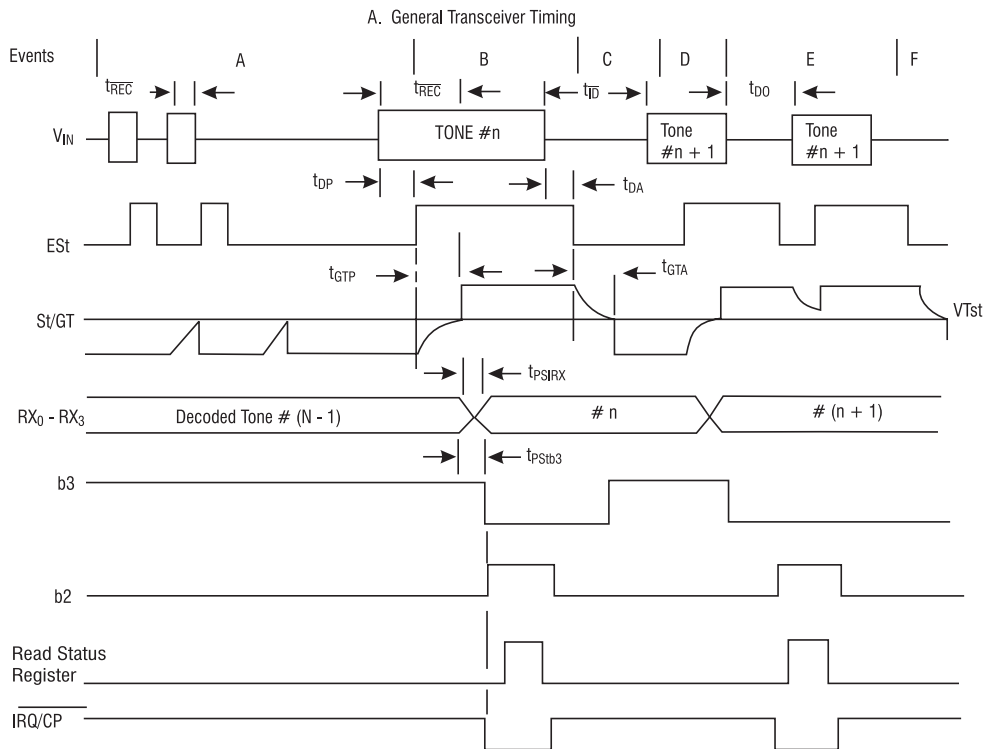 A. General Transceiver Timing
Events
A
B
C
D
E
F
tREC
tREC
tID
tDO
VIN
TONE #n
Tone
#n + 1
Tone
#n + 1
tDP
tDA
ESt
tGTP
tGTA
St/GT
VTst
tPSIRX
RX0 - RX3
Decoded Tone # (N - 1)
# n
# (n + 1)
tPStb3
b3
b2
Read Status
Register
IRQ/CP